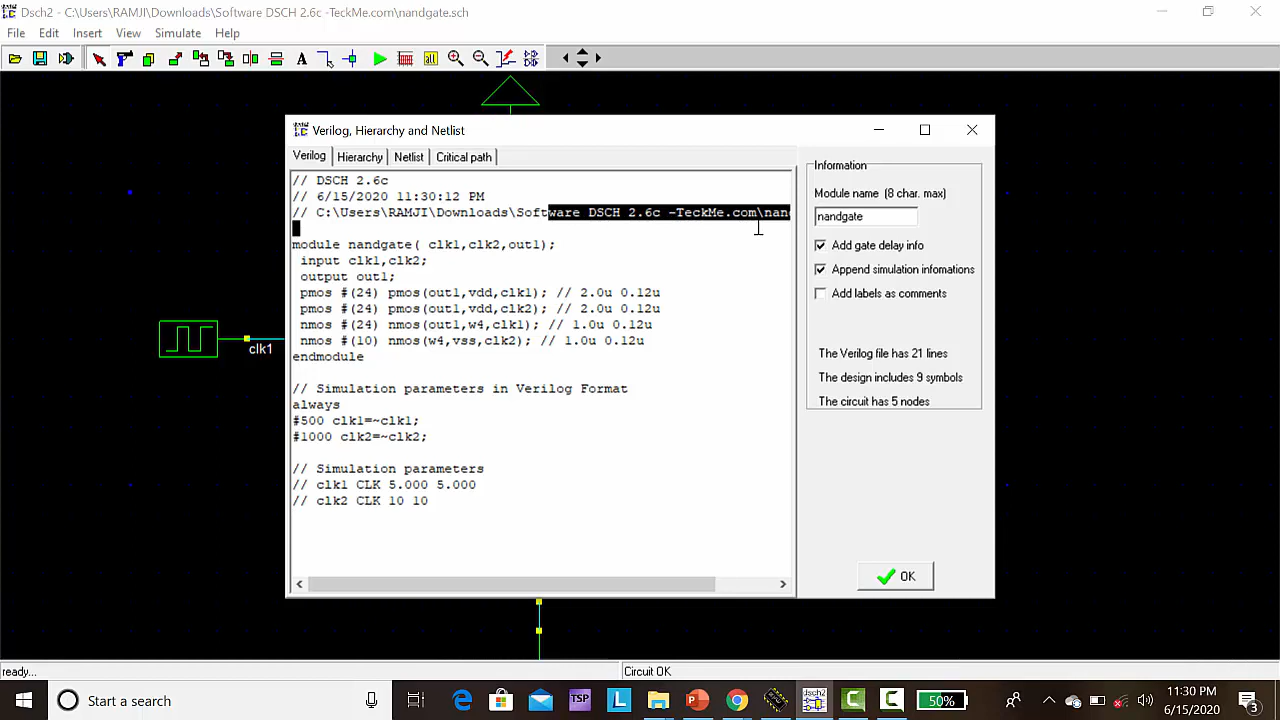 Dsch2 - C:\Users\RAMJI\Downloads\Software DSCH 2.6c -TeckMe.com\nandgate.sch
File Edit Insert View Simulate Help
A all
Verilog, Hierarchy and Netlist
Verilog Hierarchy Netlist Critical path
// DSCH 2.6c
// 6/15/2020 11:30:12 PM
// C:\Users\RAMJI\Downloads\Software DSCH 2.6c -TeckMe.com\nan
module nandgate( clk1,clk2,out1);
input clk1,clk2;
output out1;
pmos #(24) pmos(out1,vdd,clk1); // 2.0u 0.12u
pmos #(24) pmos(out1,vdd,clk2); // 2.0u 0.12u
nmos #(24) nmos(out1,w4,clk1); // 1.0u 0.12u
nmos #(10) nmos(w4,vss,clk2); // 1.0u 0.12u
endmodule
// Simulation parameters in Verilog Format
always
#500 clk1=~clk1;
#1000 clk2=~clk2;
// Simulation parameters
// clk1 CLK 5.000 5.000
// clk2 CLK 10 10
Information
Module name (8 char. max)
nandgate
Add gate delay info
Append simulation infomations
Add labels as comments
The Verilog file has 21 lines
The design includes 9 symbols
The circuit has 5 nodes
OK
clk1
ready...
Circuit OK
Start a search
TSP
L
dsch2
50%
11:30 PM
6/15/2020
3